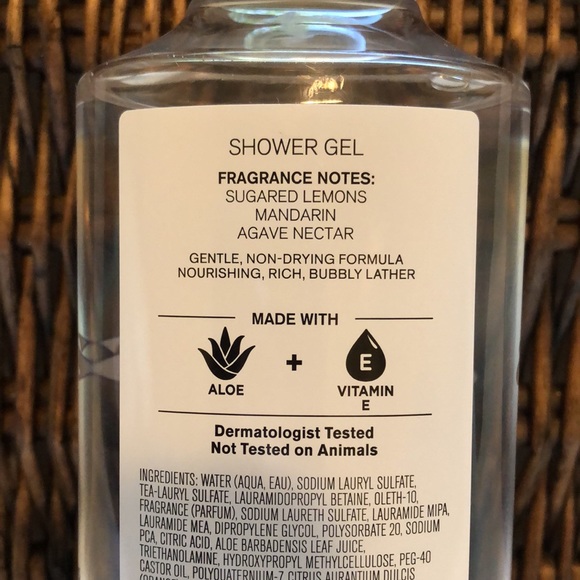 SHOWER GEL
FRAGRANCE NOTES:
SUGARED LEMONS
MANDARIN
AGAVE NECTAR
GENTLE, NON-DRYING FORMULA
NOURISHING, RICH, BUBBLY LATHER
MADE WITH
ALOE
+
E
VITAMIN
E
Dermatologist Tested
Not Tested on Animals
INGREDIENTS: WATER (AQUA, EAU), SODIUM LAURYL SULFATE,
TEA-LAURYL SULFATE, LAURAMIDOPROPYL BETAINE, OLETH-10,
FRAGRANCE (PARFUM), SODIUM LAURETH SULFATE, LAURAMIDE MIPA,
LAURAMIDE MEA, DIPROPYLENE GLYCOL, POLYSORBATE 20, SODIUM
PCA, CITRIC ACID, ALOE BARBADENSIS LEAF JUICE,
TRIETHANOLAMINE, HYDROXYPROPYL METHYLCELLULOSE, PEG-40
CASTOR OIL, POLYQUATERNIUM-7, CITRUS AURANTIUM DULCIS